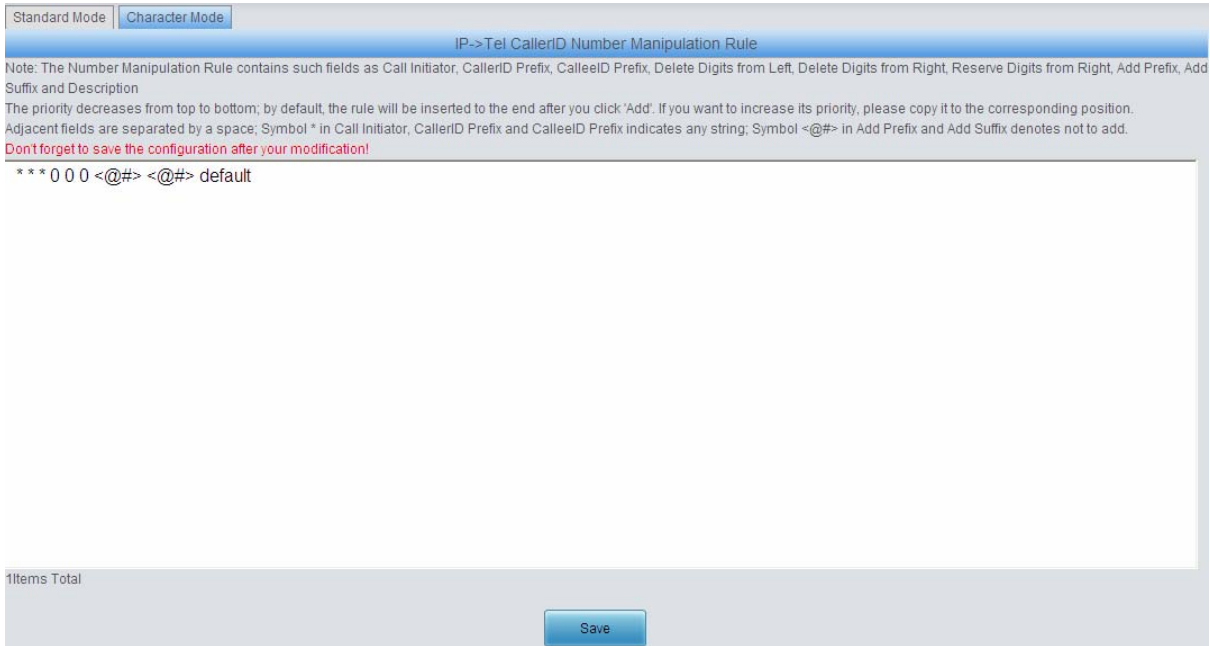 Standard Mode Character Mode
IP->Tel CallerID Number Manipulation Rule
Note: The Number Manipulation Rule contains such fields as Call Initiator, CallerID Prefix, CalleeID Prefix, Delete Digits from Left, Delete Digits from Right, Reserve Digits from Right, Add Prefix, Add
Suffix and Description
The priority decreases from top to bottom; by default, the rule will be inserted to the end after you click 'Add'. If you want to increase its priority, please copy it to the corresponding position.
Adjacent fields are separated by a space; Symbol * in Call Initiator, CallerID Prefix and CalleeID Prefix indicates any string; Symbol <@#> in Add Prefix and Add Suffix denotes not to add.
Don't forget to save the configuration after your modification!
* * * 0 0 0 <@#> <@#> default
1Items Total
Save